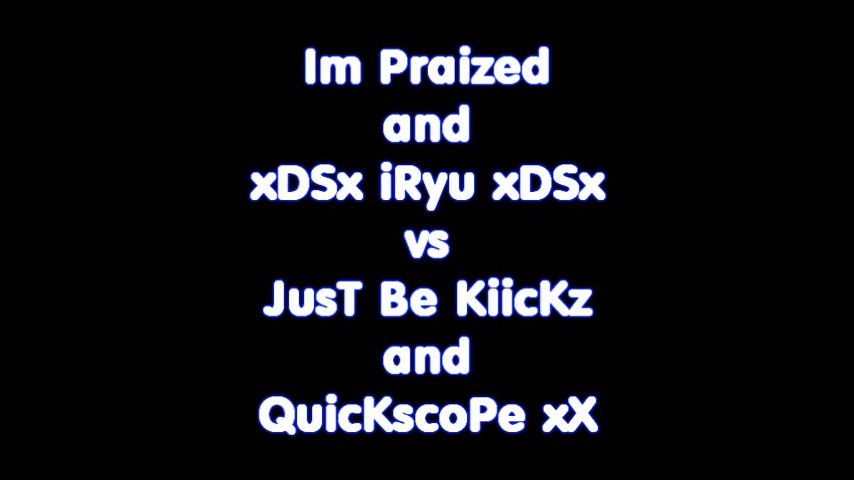 Im Praized
and
xDSx iRyu xDSx
vs
JusT Be KiicKz
and
QuicKscoPe xX